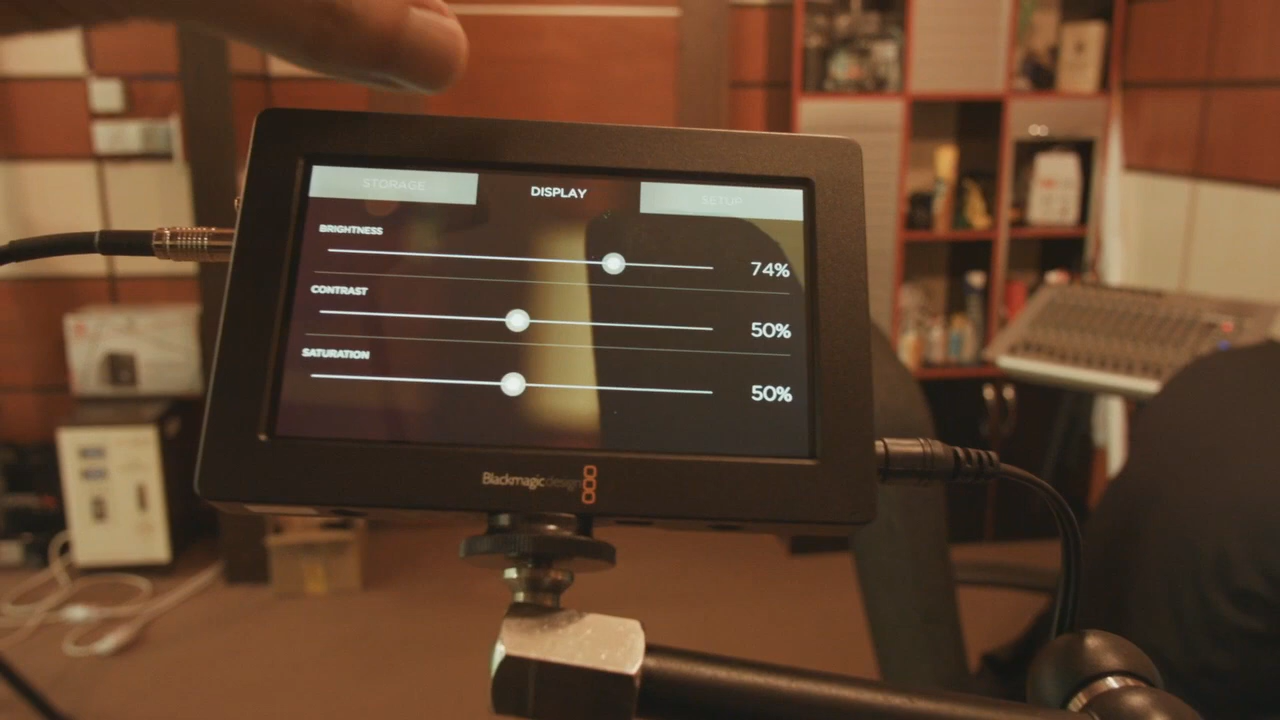 STORAGE DISPLAY SETUP
BRIGHTNESS
74%
CONTRAST
50%
SATURATION
50%
Blackmagicdesign